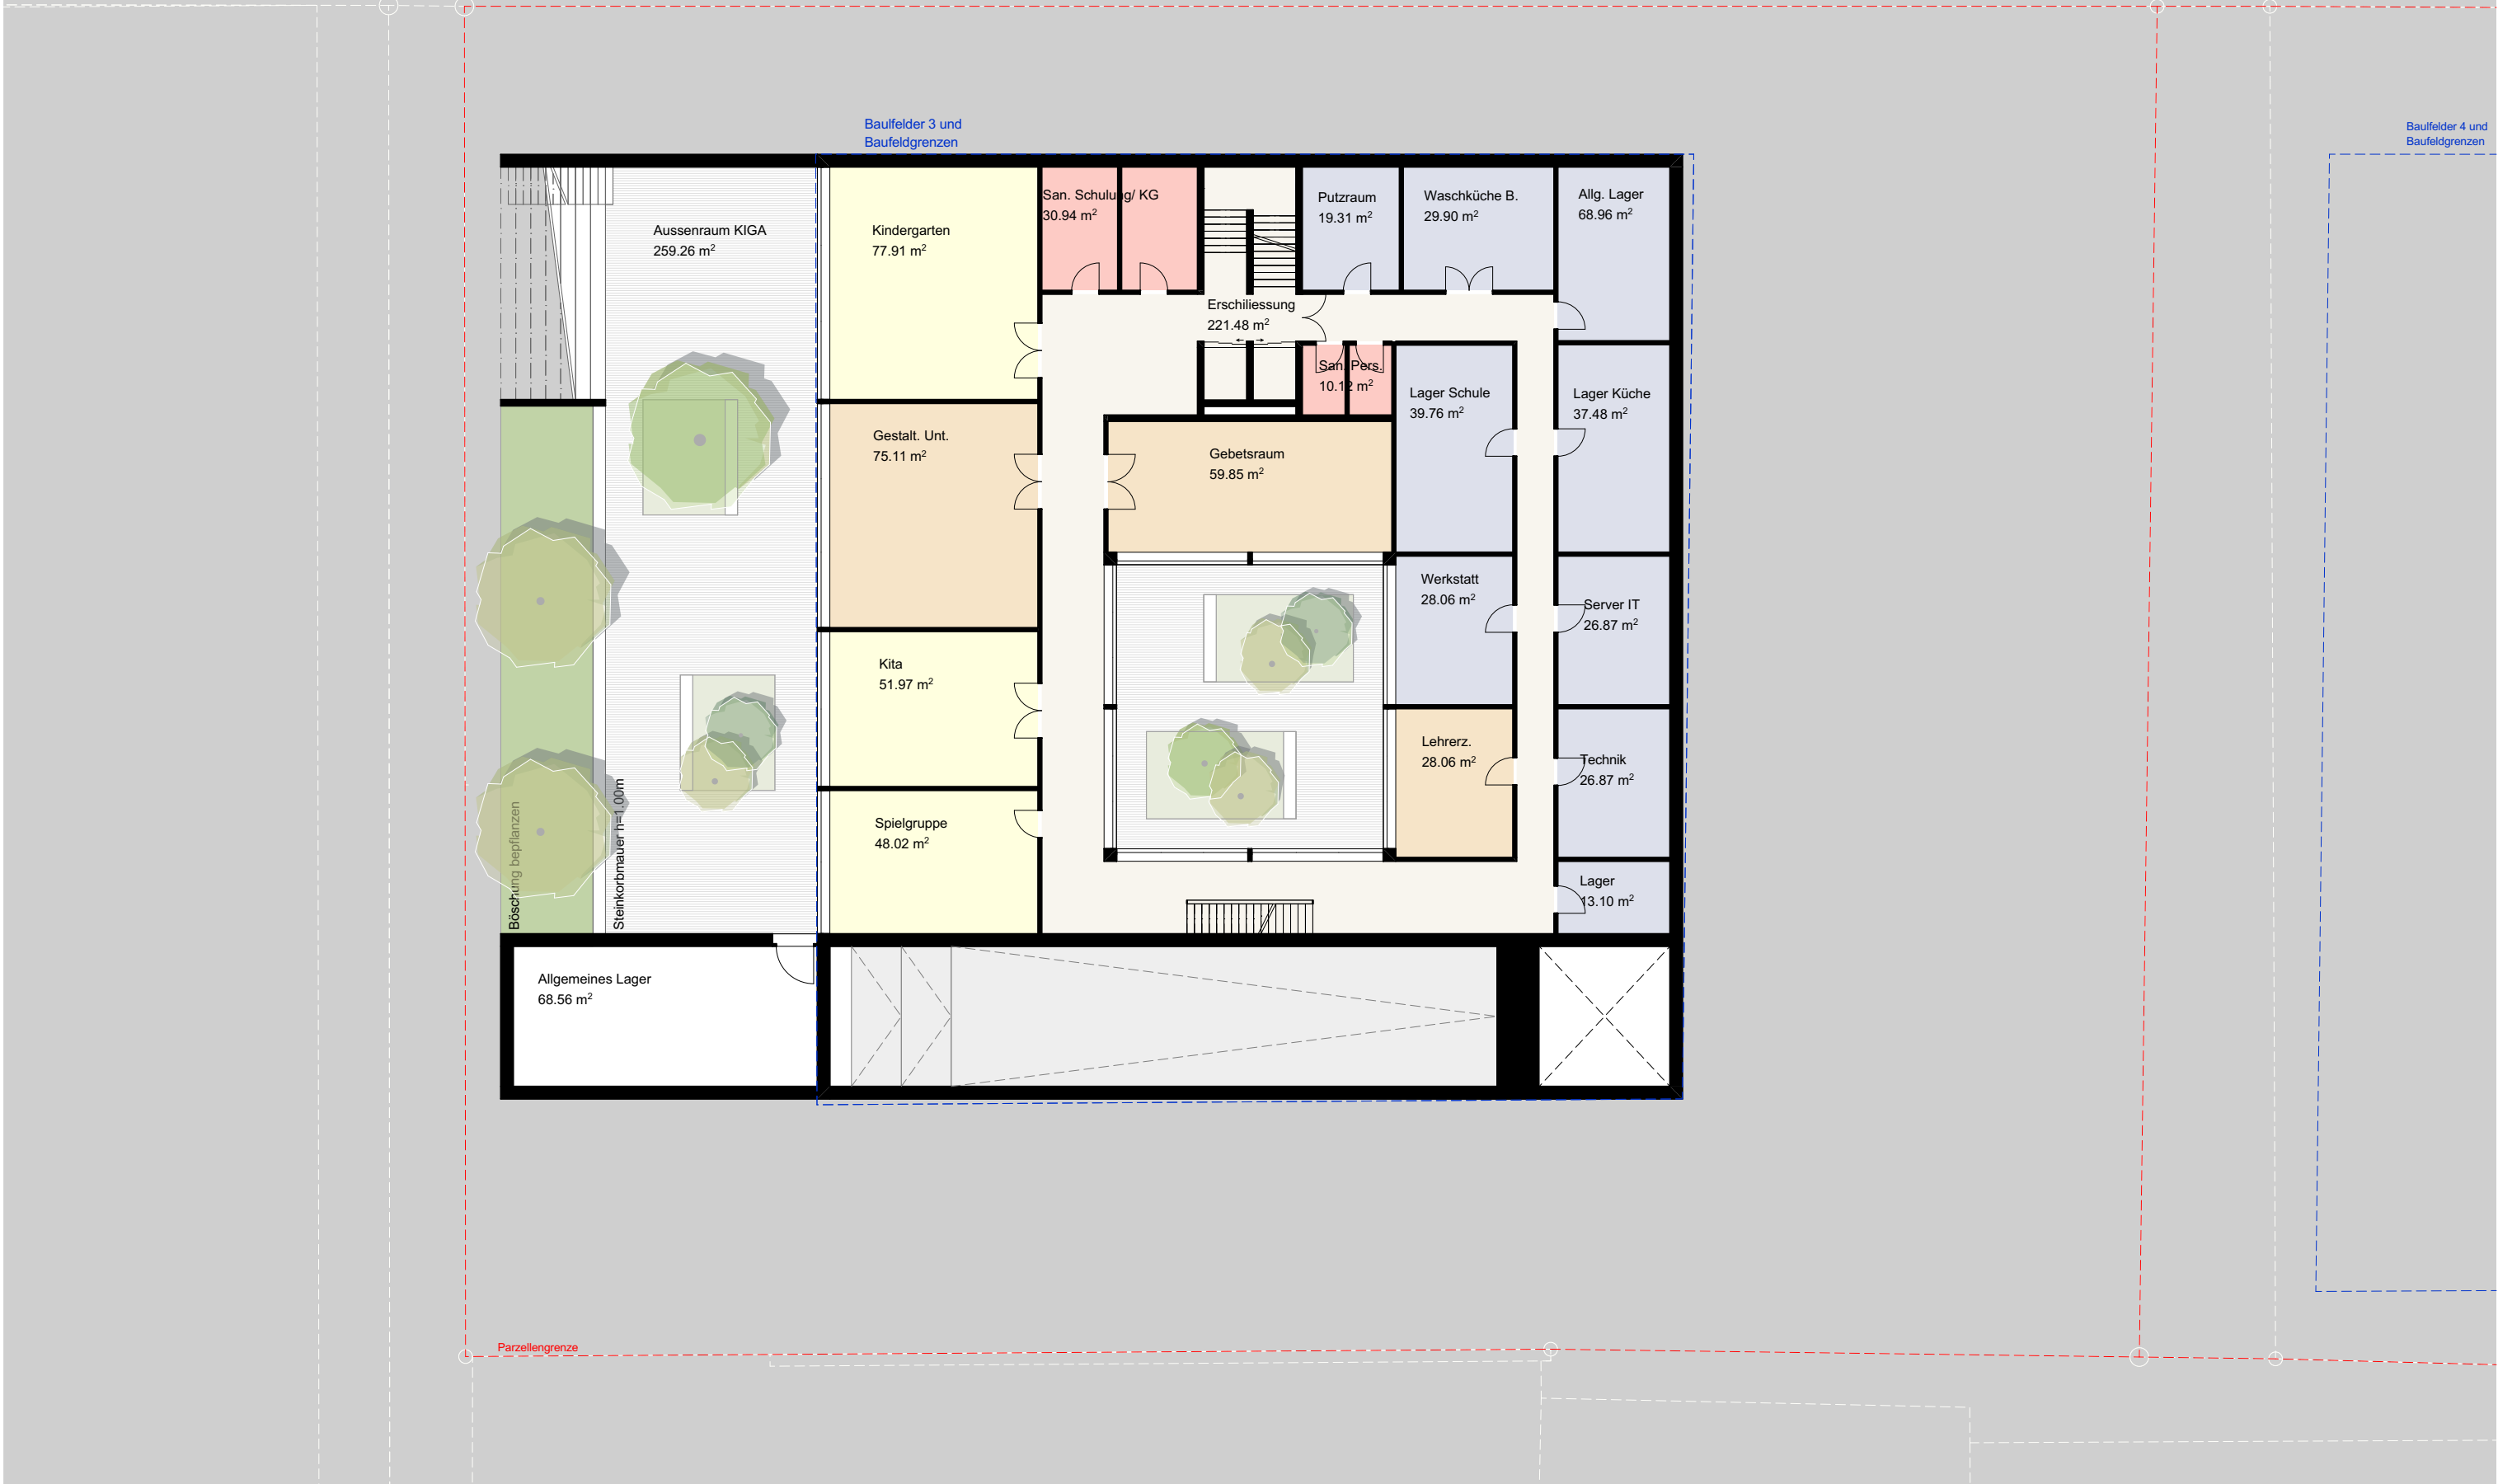 Baulfelder 3 und
Baufeldgrenzen
Baulfelder 4 und
Baufeldgrenzen
Aussenraum KIGA
259.26 m²
Kindergarten
77.91 m²
San. Schulung/ KG
30.94 m²
Putzraum
19.31 m²
Waschküche B.
29.90 m²
Allg. Lager
68.96 m²
Erschiliessung
221.48 m²
San. Pers.
10.12 m²
Lager Schule
39.76 m²
Lager Küche
37.48 m²
Gestalt. Unt.
75.11 m²
Gebetsraum
59.85 m²
Werkstatt
28.06 m²
Server IT
26.87 m²
Kita
51.97 m²
Lehrerz.
28.06 m²
Technik
26.87 m²
Spielgruppe
48.02 m²
Lager
13.10 m²
Böschung bepflanzen
Steinkorbmauer h=1.00m
Allgemeines Lager
68.56 m²
Parzellengrenze